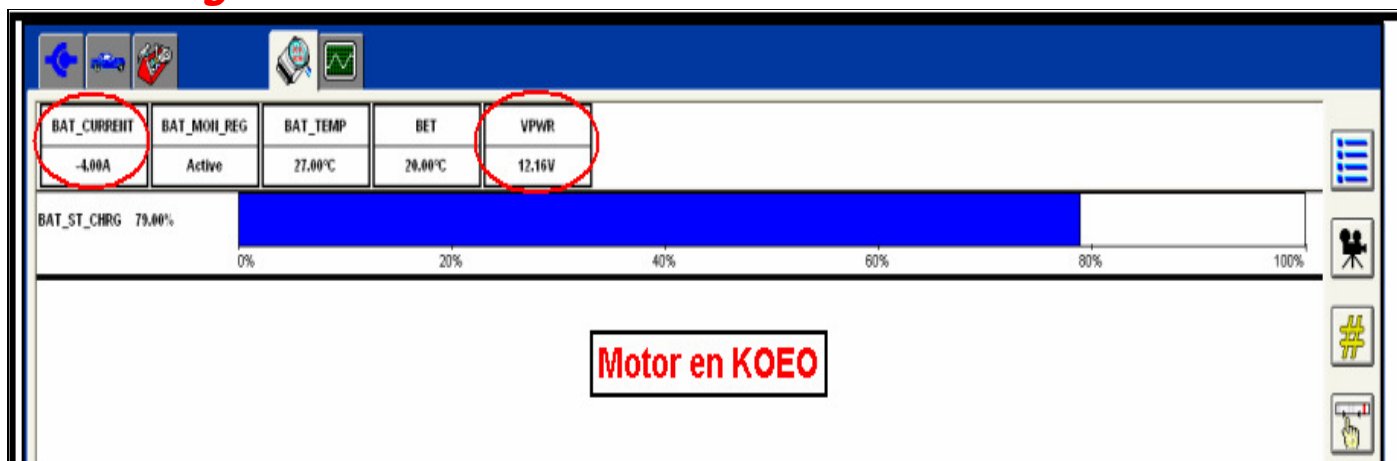 BAT_CURRENT BAT_MON_REG BAT_TEMP BET VPWR
-4.00A Active 27.00°C 20.00°C 12.16V
BAT_ST_CHRG 79.00%
0% 20% 40% 60% 80% 100%
Motor en KOEO